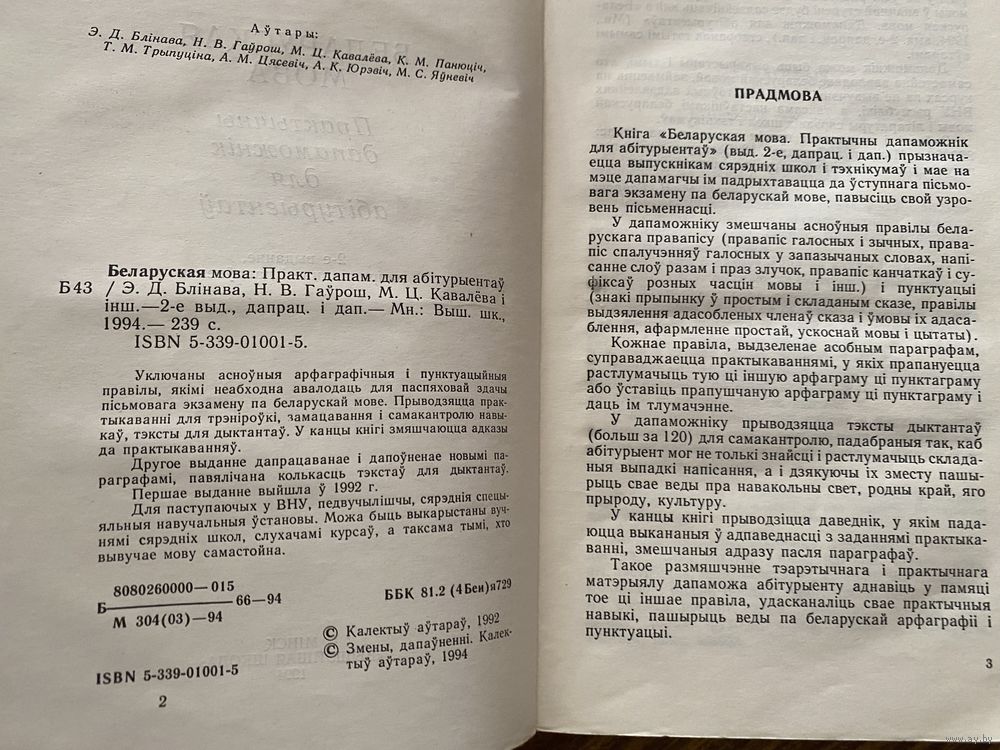 Аўтары:
Э. Д. Блінава, Н. В. Гаўрош, М. Ц. Кавалёва, К. М. Панюціч,
Т. М. Трыпуціна, А. М. Цясевіч, А. К. Юрэвіч, М. С. Яўневіч
Беларуская мова: Практ. дапам. для абітурыентаў
Б 43 / Э. Д. Блінава, Н. В. Гаўрош, М. Ц. Кавалёва і
інш.—2-е выд., дапрац. і дап.— Мн.: Выш. шк.,
1994.— 239 с.
ISBN 5-339-01001-5.
Уключаны асноўныя арфаграфічныя і пунктуацыйныя
правілы, якімі неабходна авалодаць для паспяховай здачы
пісьмовага экзамену па беларускай мове. Прыводзяцца прак-
тыкаванні для трэніроўкі, замацавання і самакантролю навы-
каў, тэксты для дыктантаў. У канцы кнігі змяшчаюцца адказы
да практыкаванняў.
Другое выданне дапрацаванае і дапоўненае новымі па-
раграфамі, павялічана колькасць тэкстаў для дыктантаў.
Першае выданне выйшла ў 1992 г.
Для паступаючых у ВНУ, педвучылішчы, сярэднія спецы-
яльныя навучальныя ўстановы. Можа быць выкарыстаны вуч-
нямі сярэдніх школ, слухачамі курсаў, а таксама тымі, хто
вывучае мову самастойна.
8080260000—015
Б 66—94
М 304(03)—94
ББК 81.2 (4Беи)я729
© Калектыў аўтараў, 1992
© Змены, дапаўненні. Калек-
тыў аўтараў, 1994
ISBN 5-339-01001-5
2
ПРАДМОВА
Кніга «Беларуская мова. Практычны дапаможнік
для абітурыентаў» (выд. 2-е, дапрац. і дап.) прызнача-
ецца выпускнікам сярэдніх школ і тэхнікумаў і мае на
мэце дапамагчы ім падрыхтавацца да ўступнага пісьмо-
вага экзамену па беларускай мове, павысіць свой узро-
вень пісьменнасці.
У дапаможніку змешчаны асноўныя правілы бела-
рускага правапісу (правапіс галосных і зычных, права-
піс спалучэнняў галосных у запазычаных словах, напі-
санне слоў разам і праз злучок, правапіс канчаткаў і су-
фіксаў розных часцін мовы і інш.) і пунктуацыі
(знакі прыпынку ў простым і складаным сказе, правілы
выдзялення адасобленых членаў сказа і ўмовы іх адаса-
блення, афармленне простай, ускоснай мовы і цытаты).
Кожнае правіла, выдзеленае асобным параграфам,
суправаджаецца практыкаваннямі, у якіх прапануецца
растлумачыць тую ці іншую арфаграму ці пунктаграму
або ўставіць прапушчаную арфаграму ці пунктаграму і
даць ім тлумачэнне.
У дапаможніку прыводзяцца тэксты дыктантаў
(больш за 120) для самакантролю, падабраныя так, каб
абітурыент мог не толькі знайсці і растлумачыць склада-
ныя выпадкі напісання, а і дзякуючы іх зместу пашы-
рыць свае веды пра навакольны свет, родны край, яго
прыроду, культуру.
У канцы кнігі прыводзіцца даведнік, у якім пада-
юцца выкананыя ў адпаведнасці з заданнямі практыка-
ванні, змешчаныя адразу пасля параграфаў.
Такое размяшчэнне тэарэтычнага і практычнага
матэрыялу дапаможа абітурыенту аднавіць у памяці
тое ці іншае правіла, удасканаліць свае практычныя
навыкі, пашырыць веды па беларускай арфаграфіі і
пунктуацыі.
3
www.ay.by